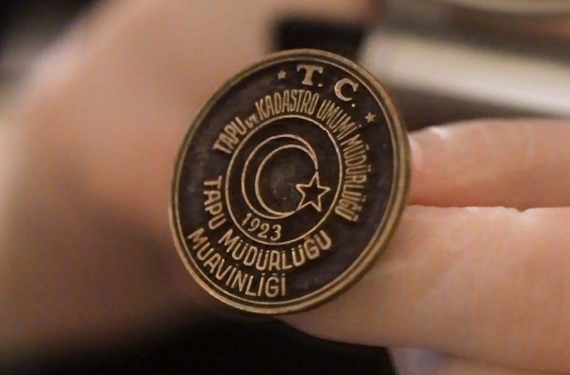 T. C.
TAPU VE KADASTRO UMUMİ MÜDÜRLÜĞÜ
1923
TAPU MÜDÜRLÜĞÜ
MUAVİNLİĞİ